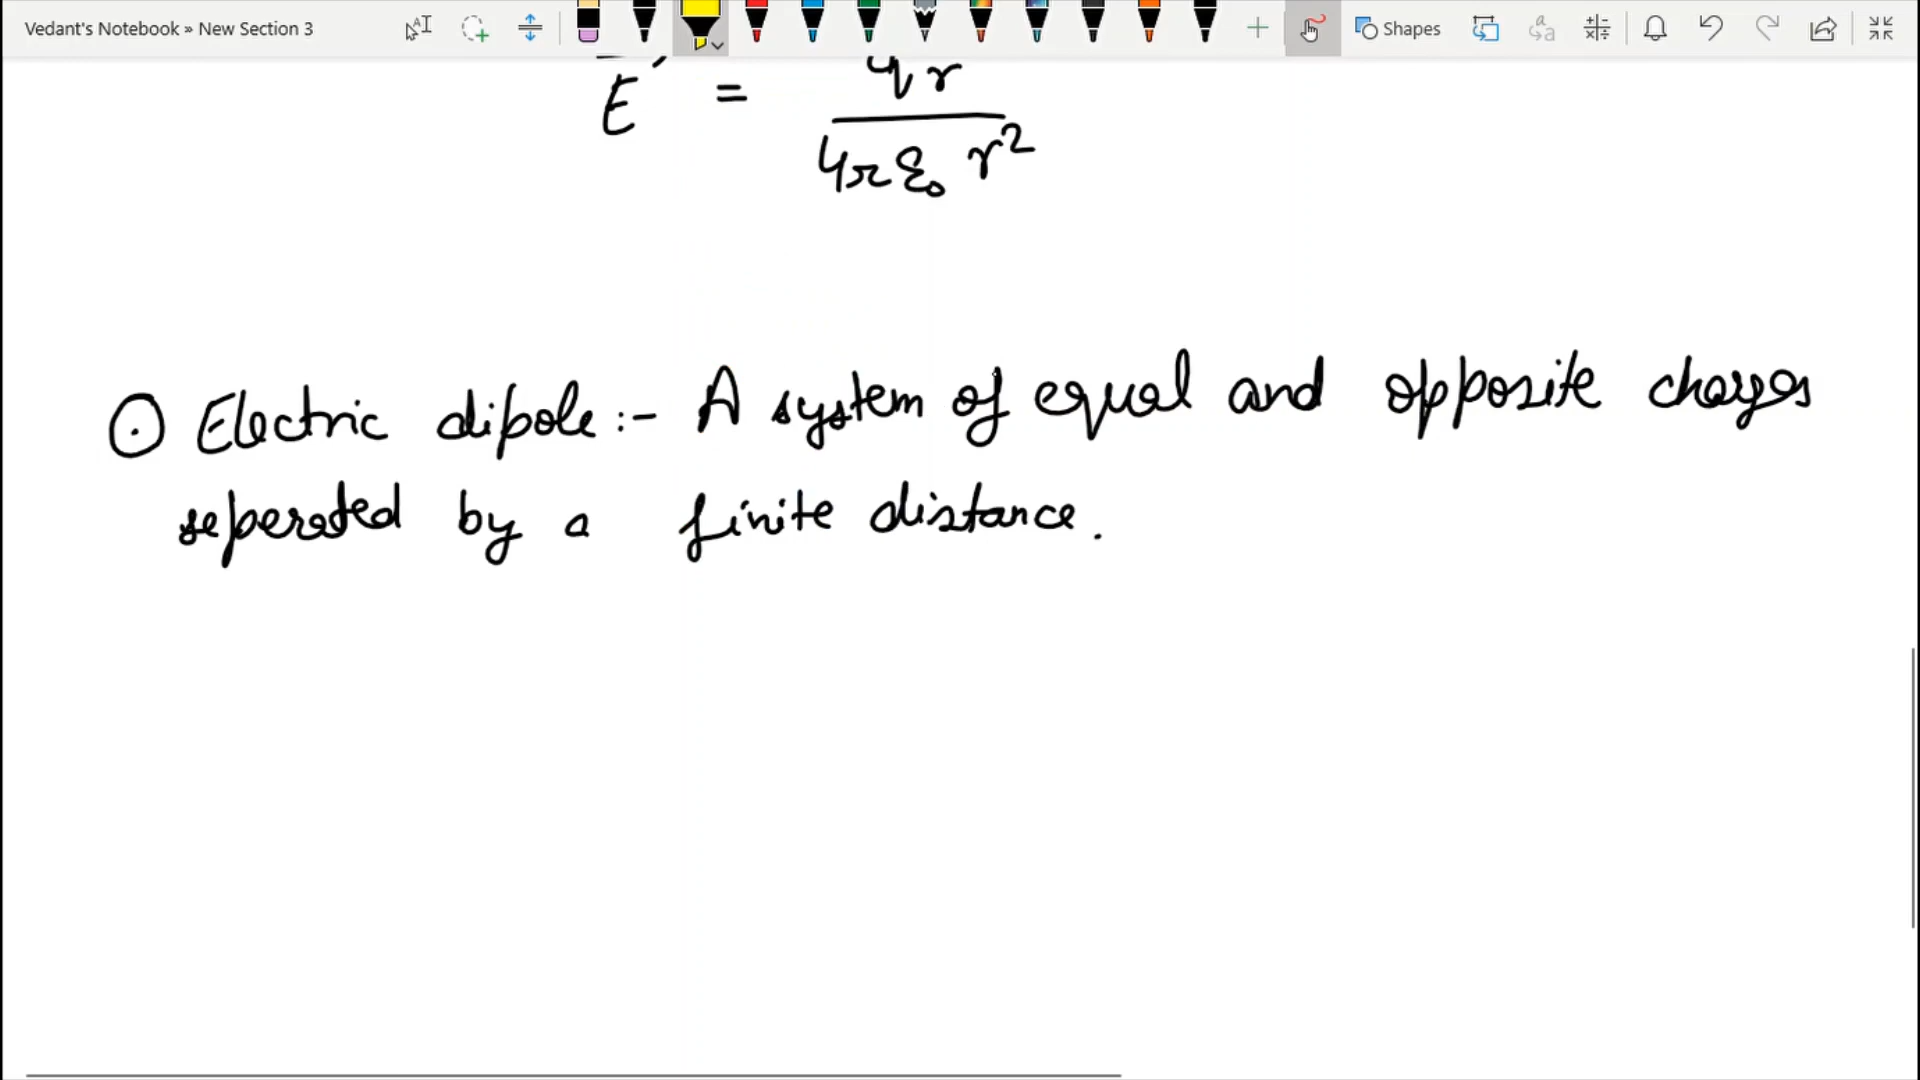 Vedant's Notebook » New Section 3
Shapes
E = qr
4πε₀ r²
Electric dipole :- A system of equal and opposite charges
seperated by a finite distance.